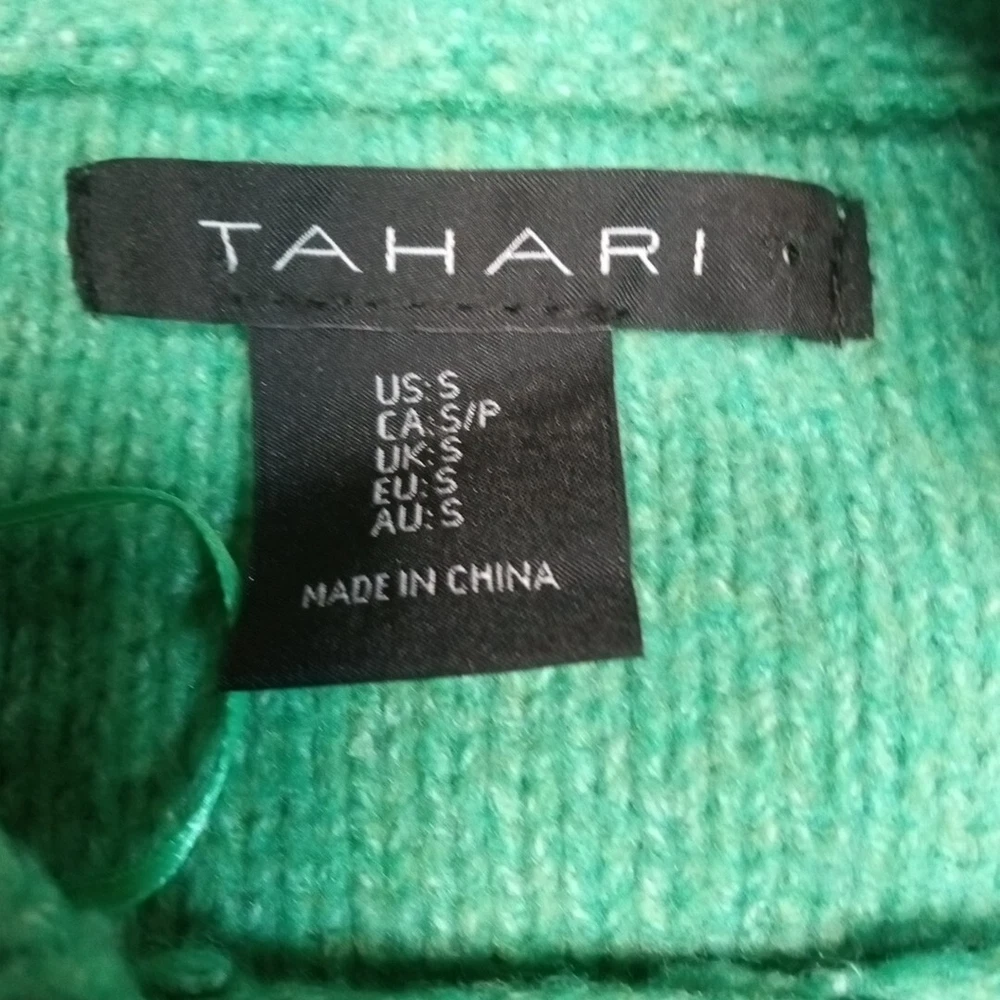 TAHARI
US: S
CA: S/P
UK: S
EU: S
AU: S
MADE IN CHINA